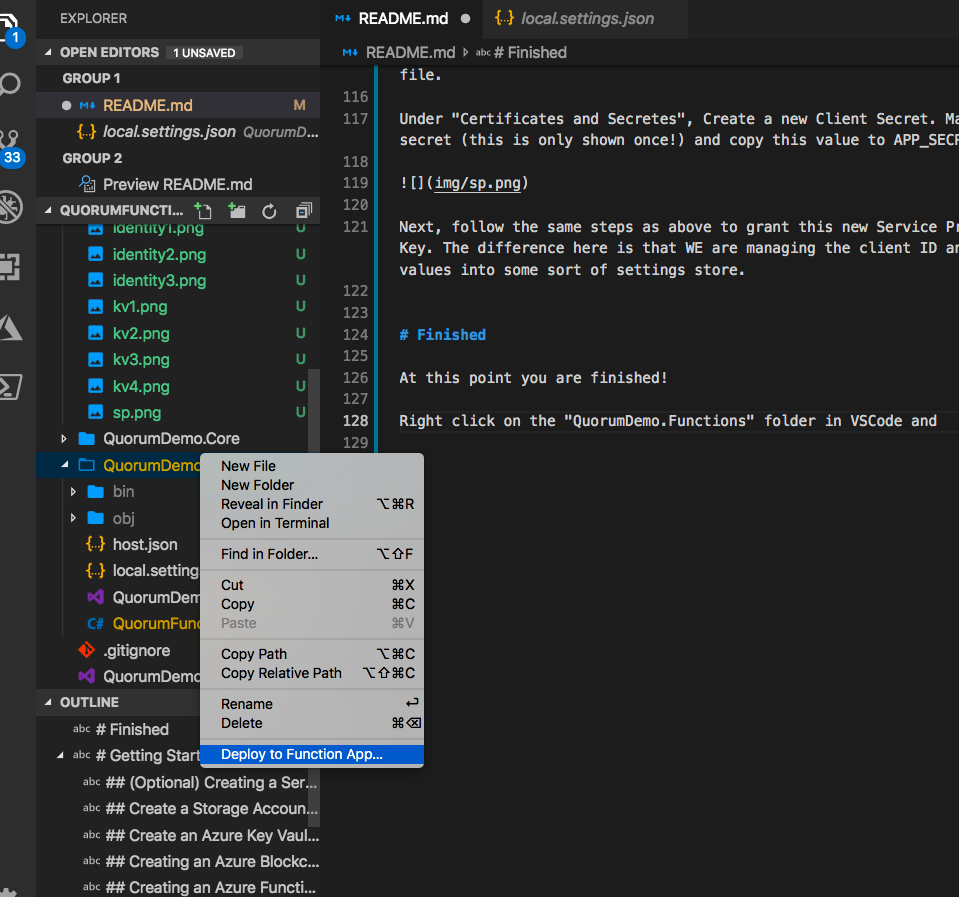 EXPLORER
OPEN EDITORS 1 UNSAVED
GROUP 1
README.md M
{..} local.settings.json QuorumD...
GROUP 2
Preview README.md
QUORUMFUNCTI...
identity1.png U
identity2.png U
identity3.png U
kv1.png U
kv2.png U
kv3.png U
kv4.png U
sp.png U
QuorumDemo.Core
QuorumDemo
bin
obj
{..} host.json
{..} local.setting
QuorumDem
C# QuorumFunc
.gitignore
QuorumDemo
OUTLINE
abc # Finished
abc # Getting Start
abc ## (Optional) Creating a Ser...
abc ## Create a Storage Accoun...
abc ## Create an Azure Key Vaul...
abc ## Creating an Azure Blockc...
abc ## Creating an Azure Functi...
1
33
New File
New Folder
Reveal in Finder ⌥⌘R
Open in Terminal
Find in Folder... ⌥⇧F
Cut ⌘X
Copy ⌘C
Paste ⌘V
Copy Path ⌥⌘C
Copy Relative Path ⌥⇧⌘C
Rename ↩
Delete ⌘⌫
Deploy to Function App...
README.md
{..} local.settings.json
README.md abc # Finished
file.
116
117 Under "Certificates and Secretes", Create a new Client Secret. Ma
secret (this is only shown once!) and copy this value to APP_SECR
118
119 ![](img/sp.png)
120
121 Next, follow the same steps as above to grant this new Service Pr
Key. The difference here is that WE are managing the client ID an
values into some sort of settings store.
122
123
124 # Finished
125
126 At this point you are finished!
127
128 Right click on the "QuorumDemo.Functions" folder in VSCode and
129